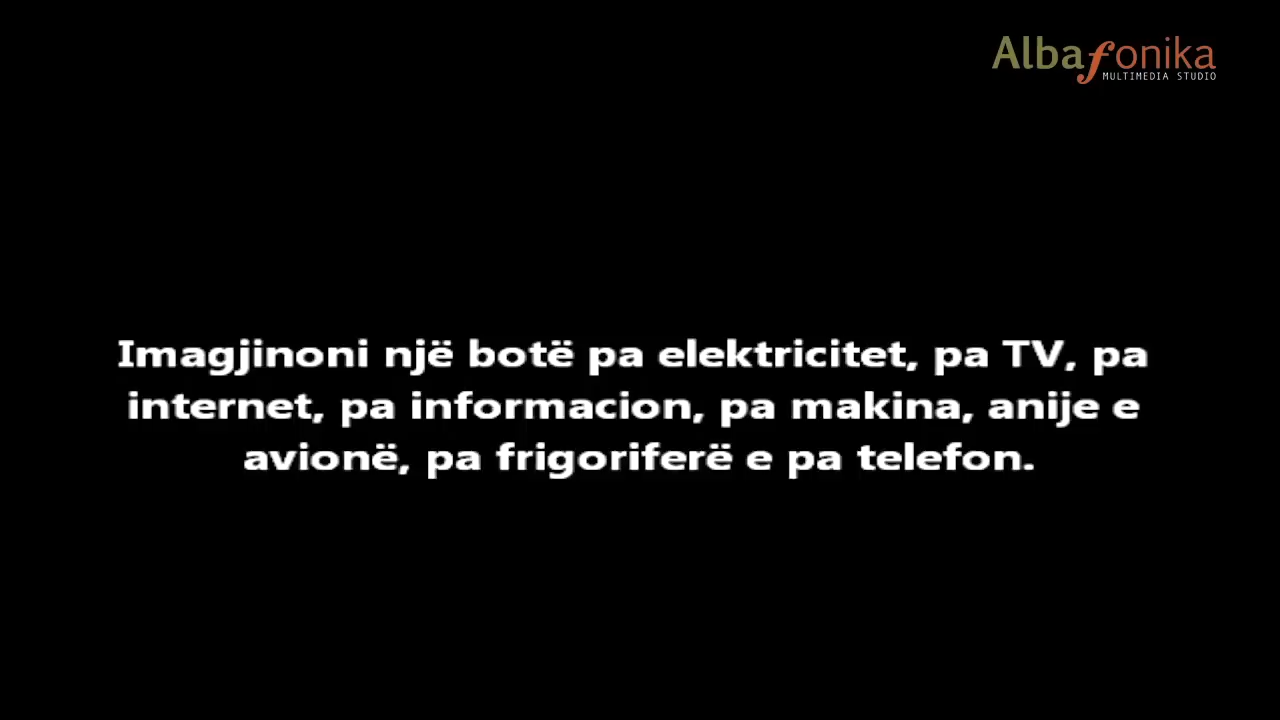 Albafonika
MULTIMEDIA STUDIO
Imagjinoni një botë pa elektricitet, pa TV, pa
internet, pa informacion, pa makina, anije e
avionë, pa frigoriferë e pa telefon.